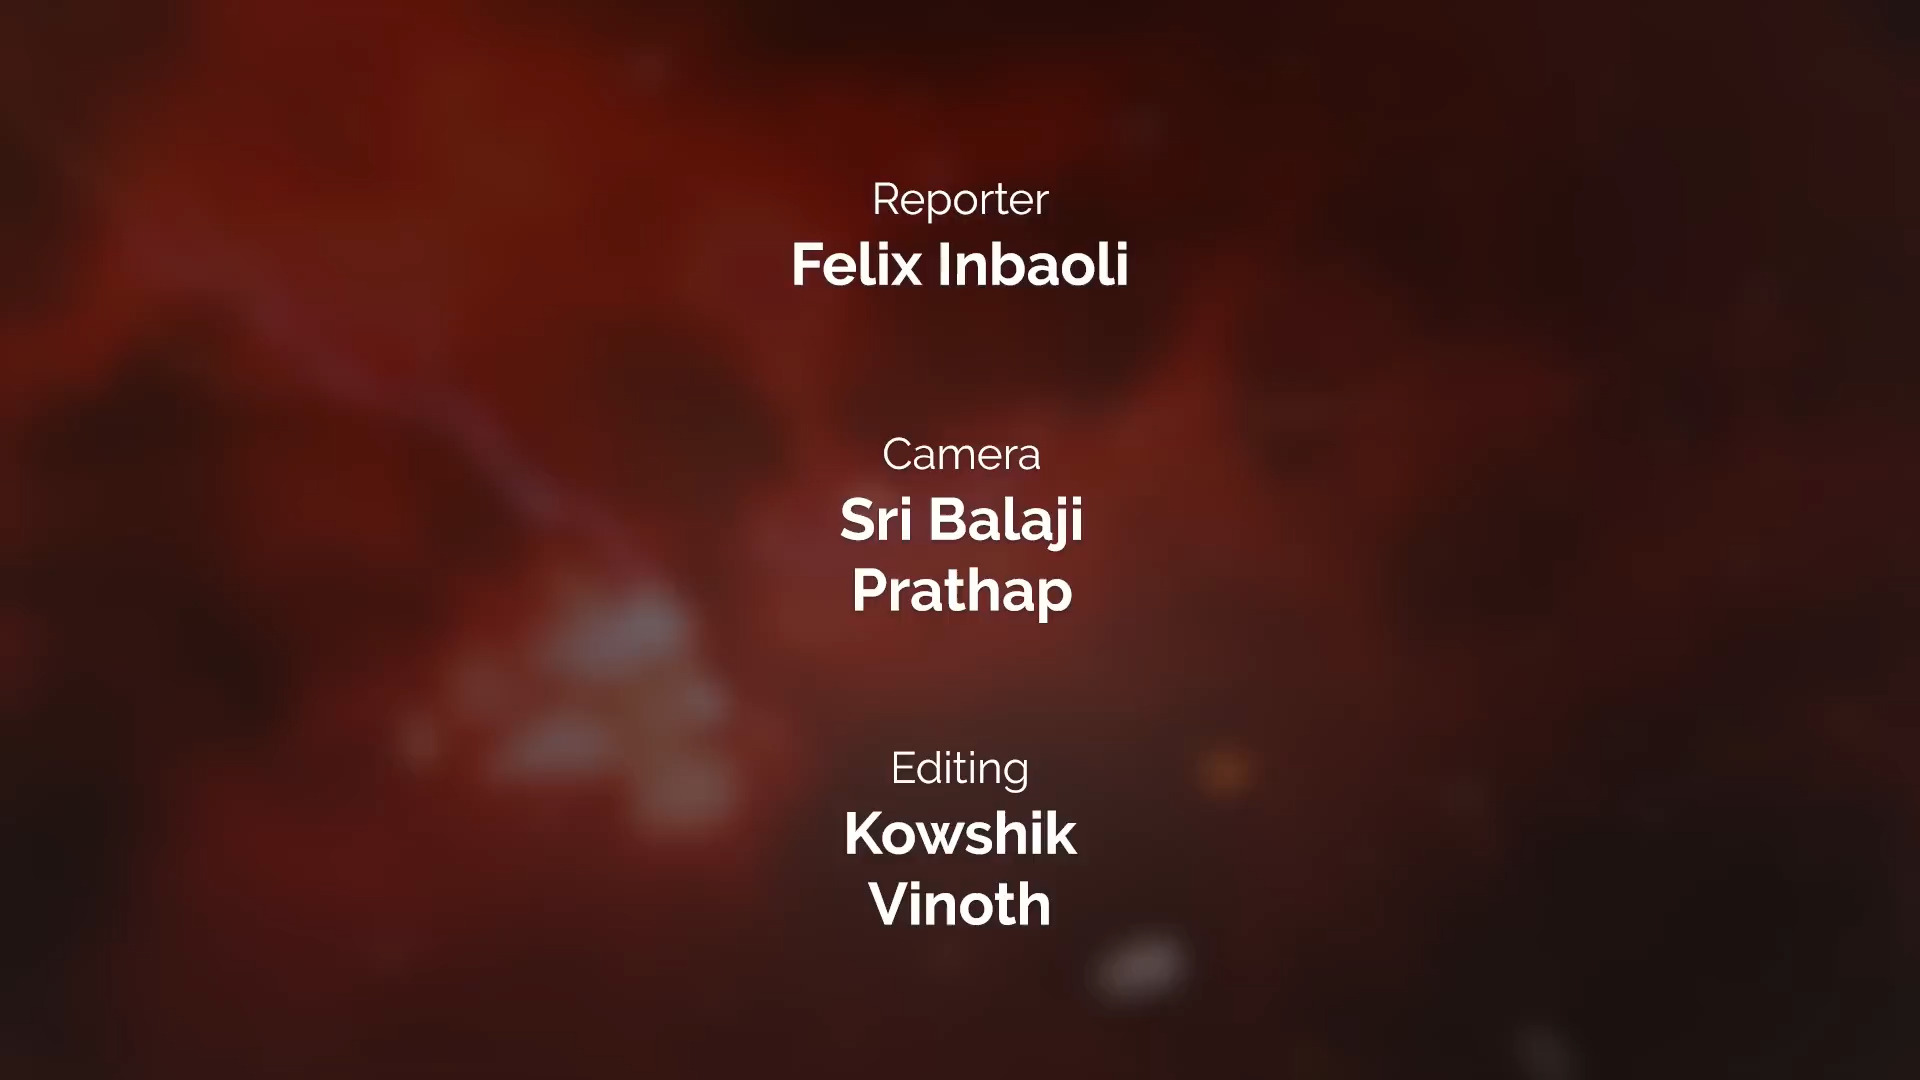 Reporter
Felix Inbaoli
Camera
Sri Balaji
Prathap
Editing
Kowshik
Vinoth